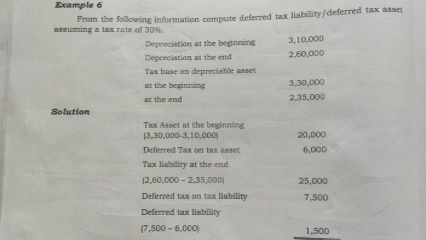 Example 6
From the following information compute deferred tax liability/deferred tax asset
assuming a tax rate of 30%.
Depreciation at the beginning 3,10,000
Depreciation at the end 2,60,000
Tax base on depreciable asset
at the beginning 3,30,000
at the end 2,35,000
Solution
Tax Asset at the beginning
[3,30,000-3,10,000] 20,000
Deferred Tax on tax asset 6,000
Tax liability at the end
[2,60,000 – 2,35,000] 25,000
Deferred tax on tax liability 7,500
Deferred tax liability
[7,500 – 6,000] 1,500